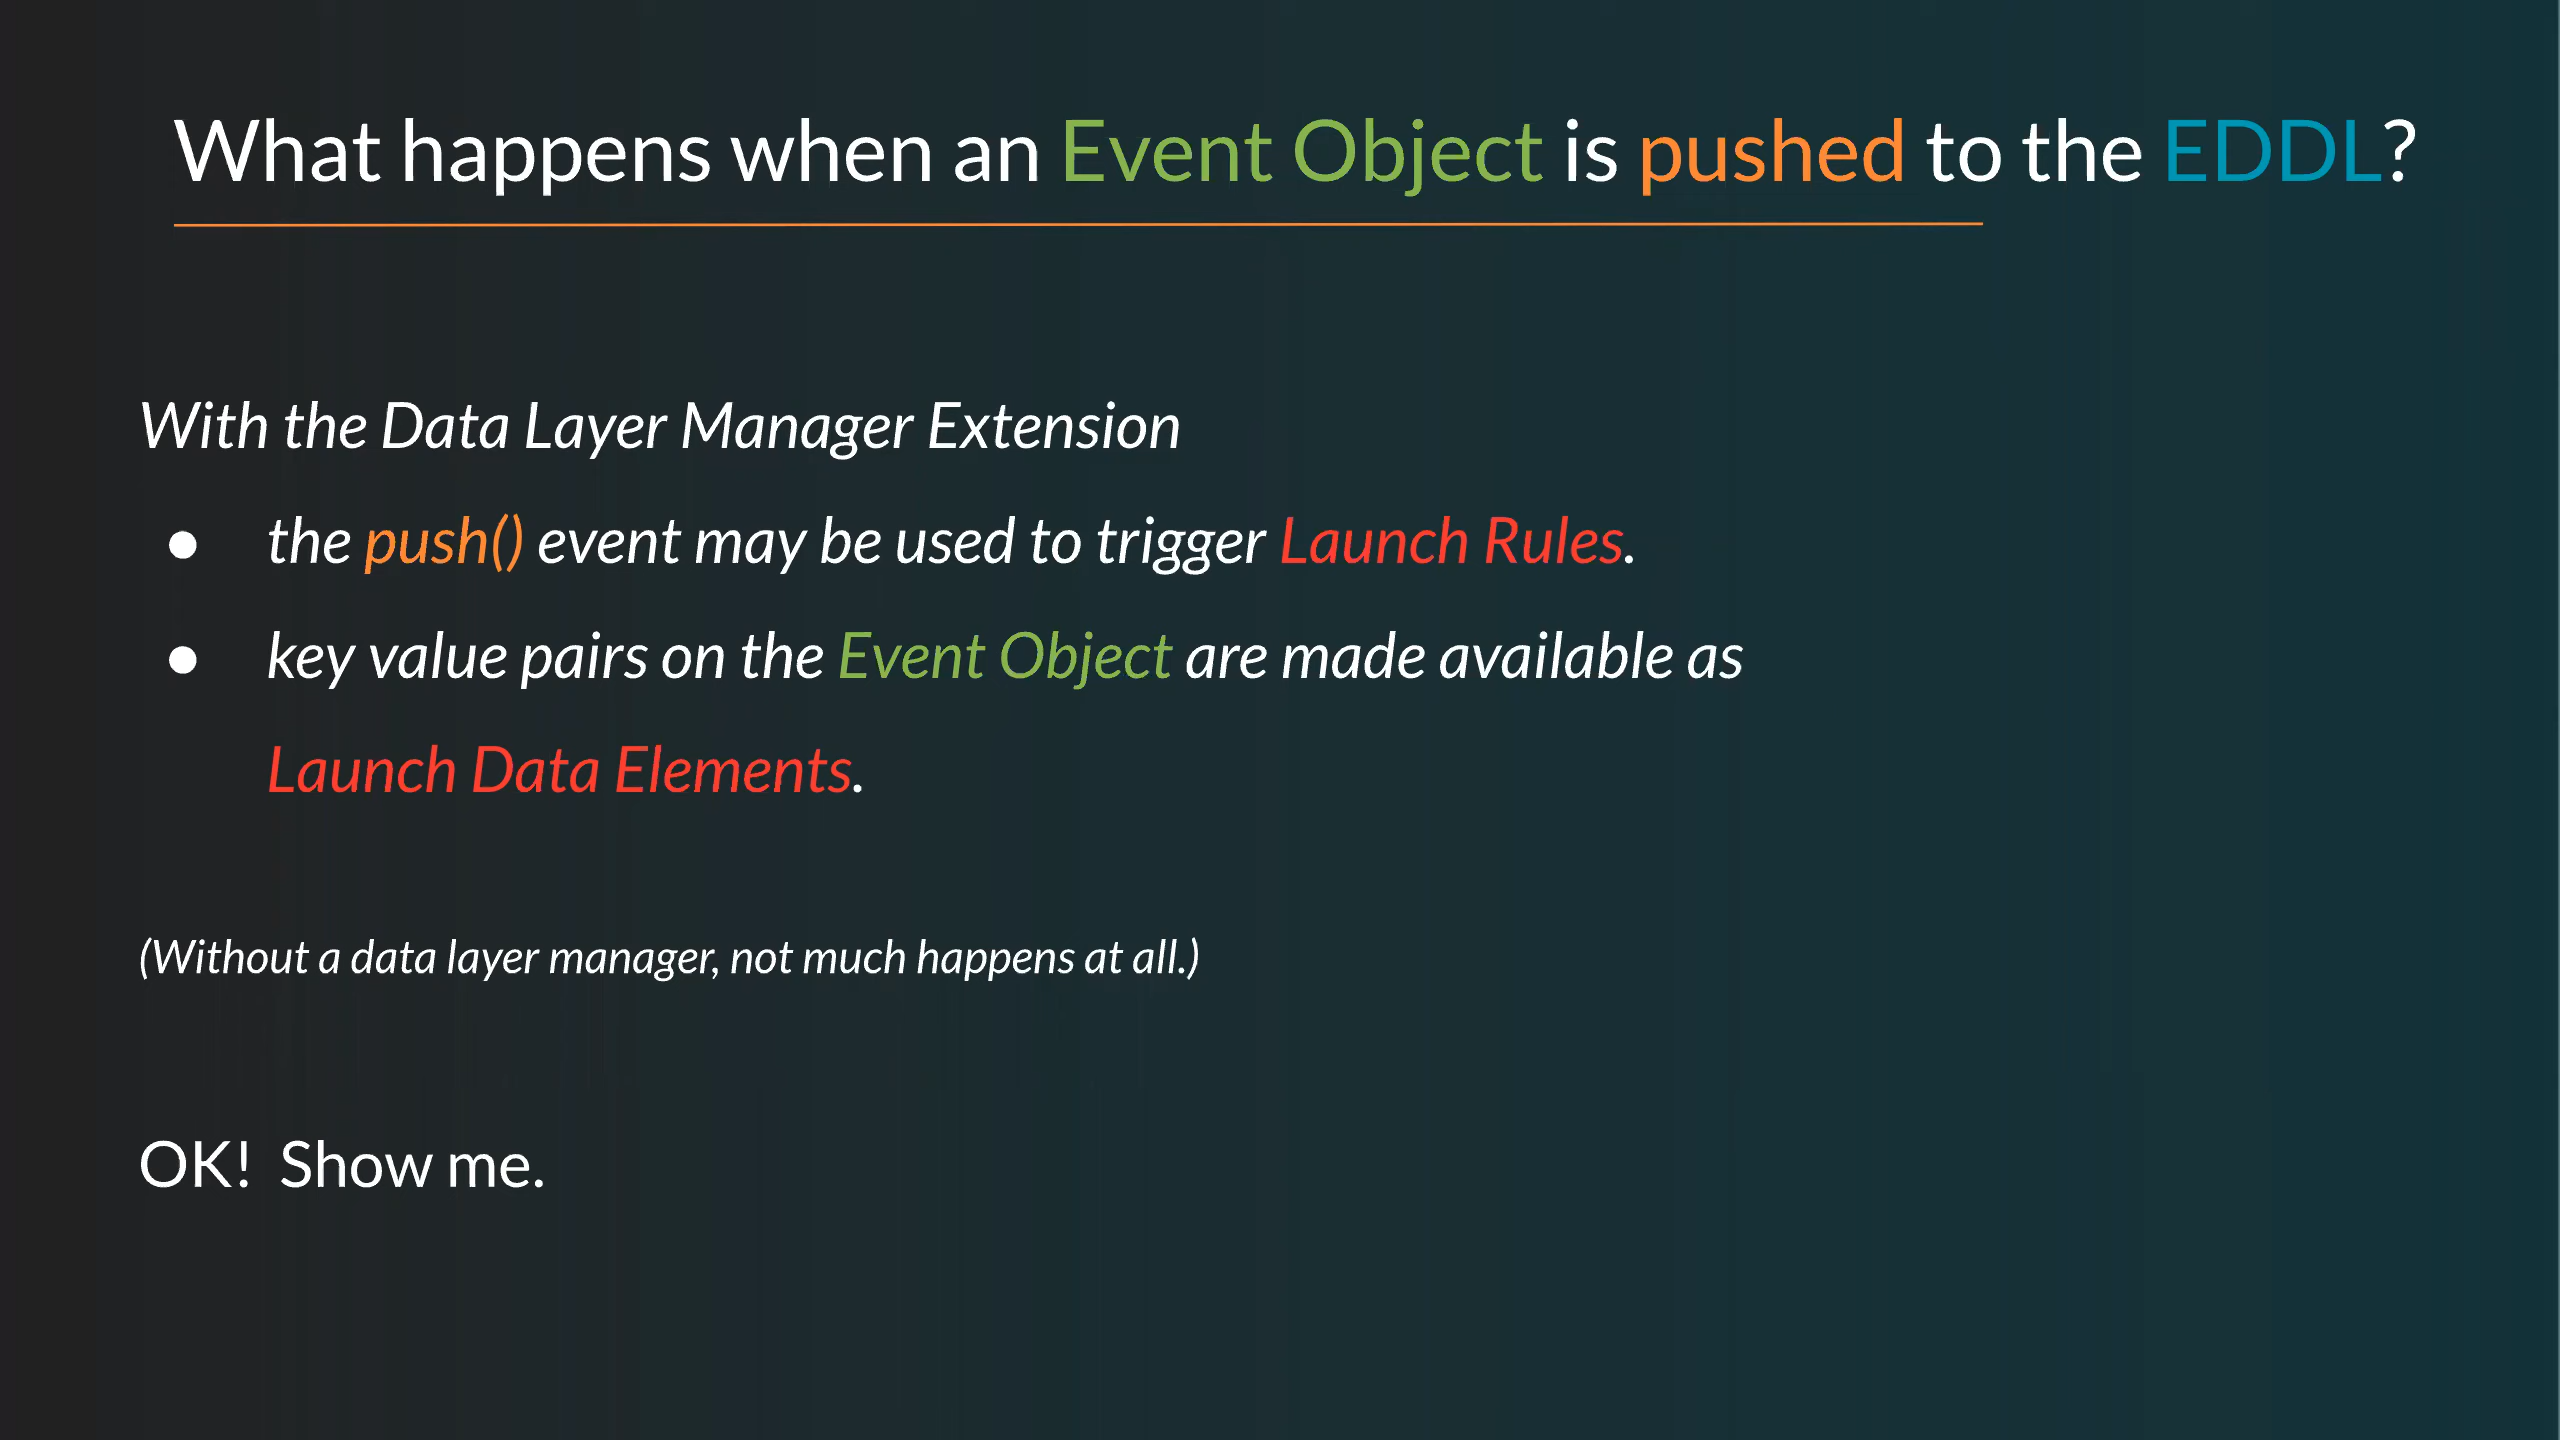 What happens when an Event Object is pushed to the EDDL?
With the Data Layer Manager Extension
● the push() event may be used to trigger Launch Rules.
● key value pairs on the Event Object are made available as
Launch Data Elements.
(Without a data layer manager, not much happens at all.)
OK!  Show me.